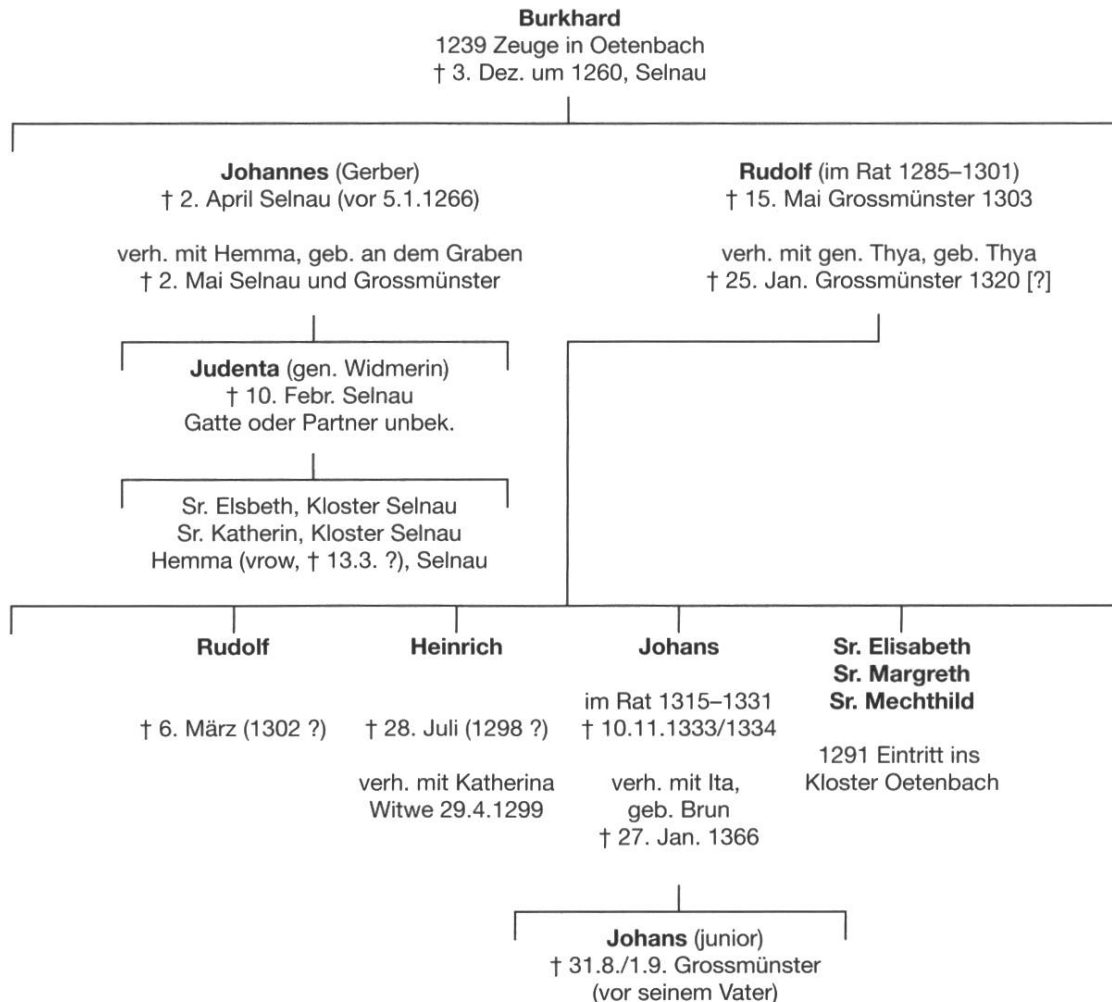 Burkhard
1239 Zeuge in Oetenbach
† 3. Dez. um 1260, Selnau
Johannes (Gerber)
† 2. April Selnau (vor 5.1.1266)
verh. mit Hemma, geb. an dem Graben
† 2. Mai Selnau und Grossmünster
Rudolf (im Rat 1285–1301)
† 15. Mai Grossmünster 1303
verh. mit gen. Thya, geb. Thya
† 25. Jan. Grossmünster 1320 [?]
Judenta (gen. Widmerin)
† 10. Febr. Selnau
Gatte oder Partner unbek.
Sr. Elsbeth, Kloster Selnau
Sr. Katherin, Kloster Selnau
Hemma (vrow, † 13.3. ?), Selnau
Rudolf
† 6. März (1302 ?)
Heinrich
† 28. Juli (1298 ?)
verh. mit Katherina
Witwe 29.4.1299
Johans
im Rat 1315–1331
† 10.11.1333/1334
verh. mit Ita,
geb. Brun
† 27. Jan. 1366
Sr. Elisabeth
Sr. Margreth
Sr. Mechthild
1291 Eintritt ins
Kloster Oetenbach
Johans (junior)
† 31.8./1.9. Grossmünster
(vor seinem Vater)